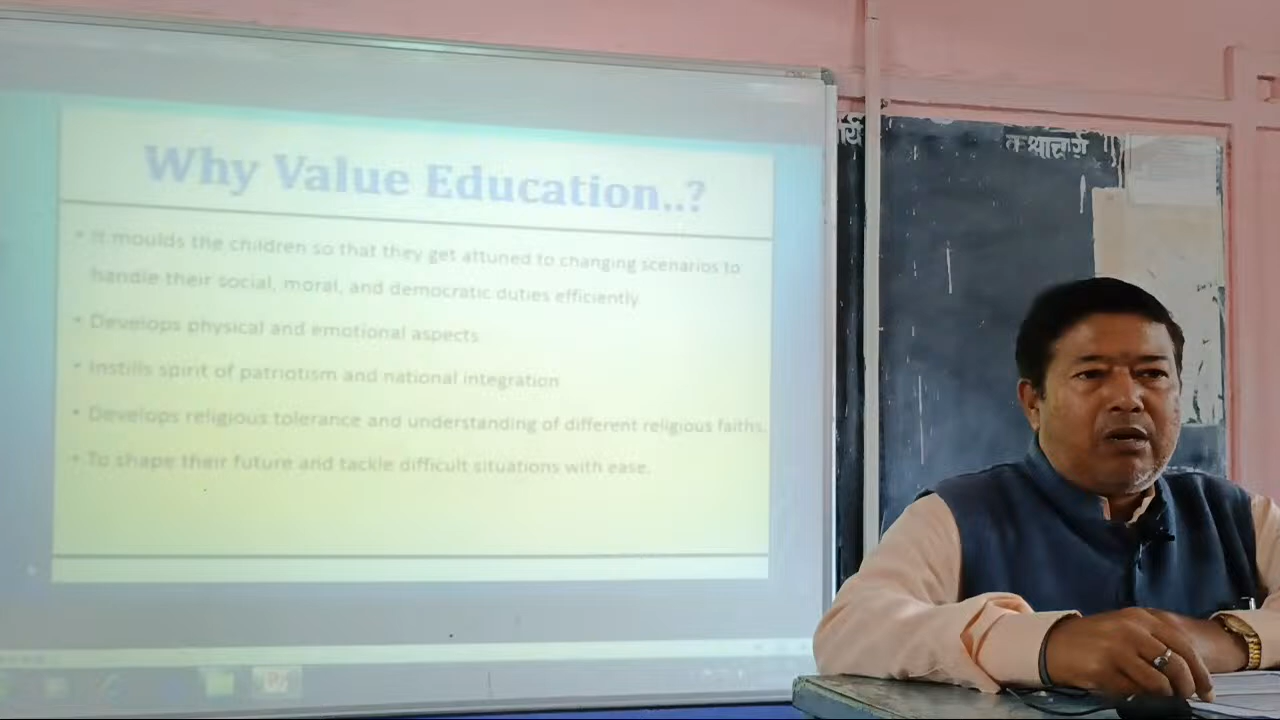 Why Value Education..?
• It moulds the children so that they get attuned to changing scenarios to
handle their social, moral, and democratic duties efficiently
• Develops physical and emotional aspects
• Instills spirit of patriotism and national integration
• Develops religious tolerance and understanding of different religious faiths.
• To shape their future and tackle difficult situations with ease.